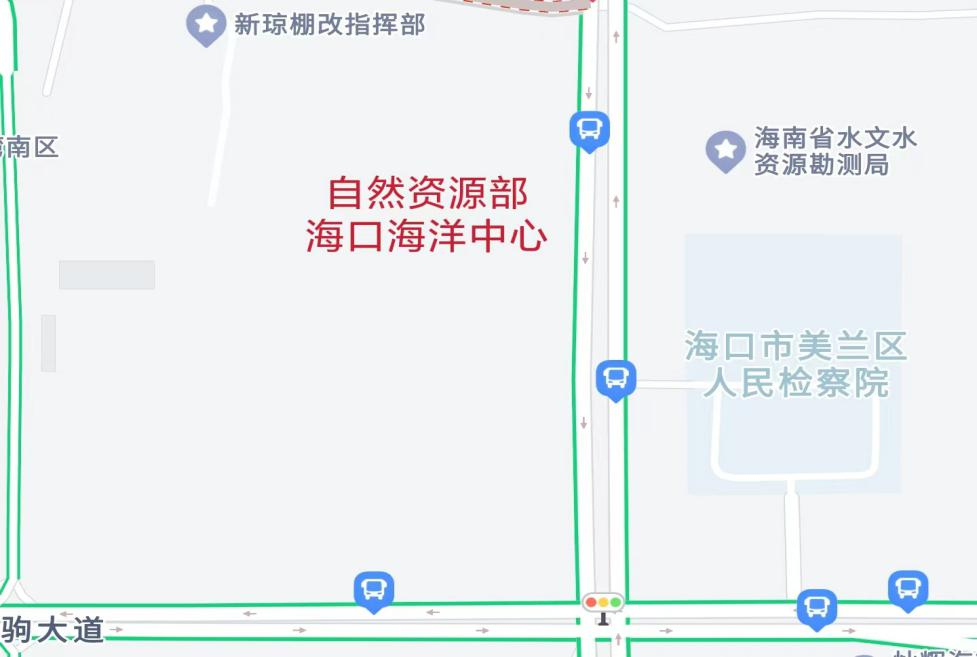 新琼棚改指挥部
南区
海南省水文水
资源勘测局
自然资源部
海口海洋中心
海口市美兰区
人民检察院
驹大道